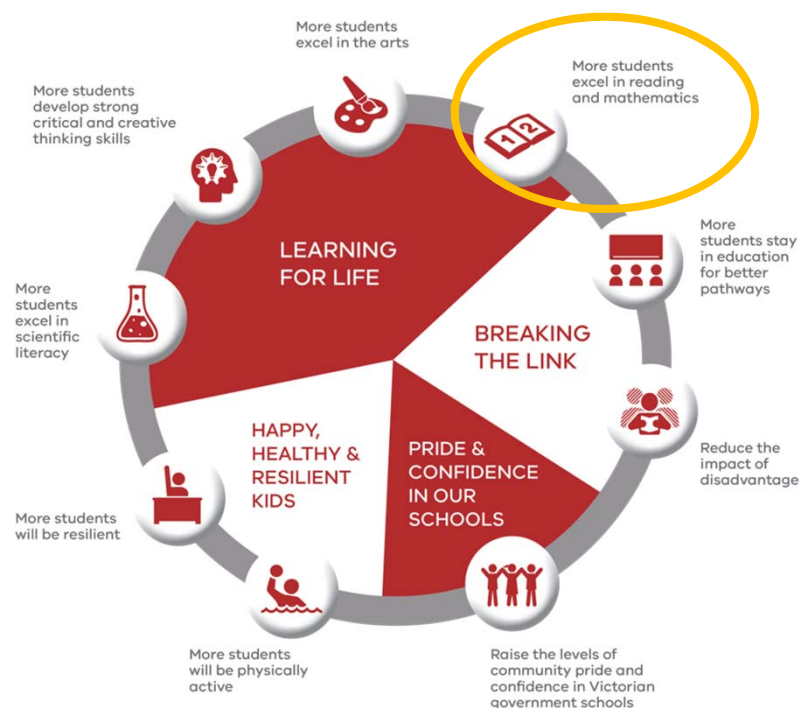 More students
excel in the arts
More students
excel in reading
and mathematics
1 2
More students
develop strong
critical and creative
thinking skills
More
students stay
in education
for better
pathways
LEARNING
FOR LIFE
More
students
excel in
scientific
literacy
BREAKING
THE LINK
HAPPY,
HEALTHY &
RESILIENT
KIDS
PRIDE &
CONFIDENCE
IN OUR
SCHOOLS
Reduce the
impact of
disadvantage
More students
will be resilient
More students
will be physically
active
Raise the levels of
community pride and
confidence in Victorian
government schools